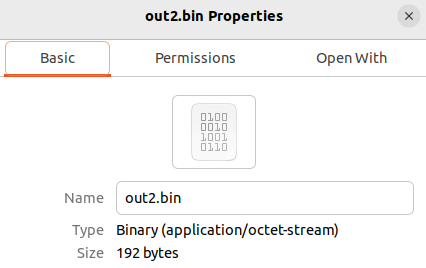 out2.bin Properties
Basic Permissions Open With
0100
0010
1001
0110
Name out2.bin
Type Binary (application/octet-stream)
Size 192 bytes